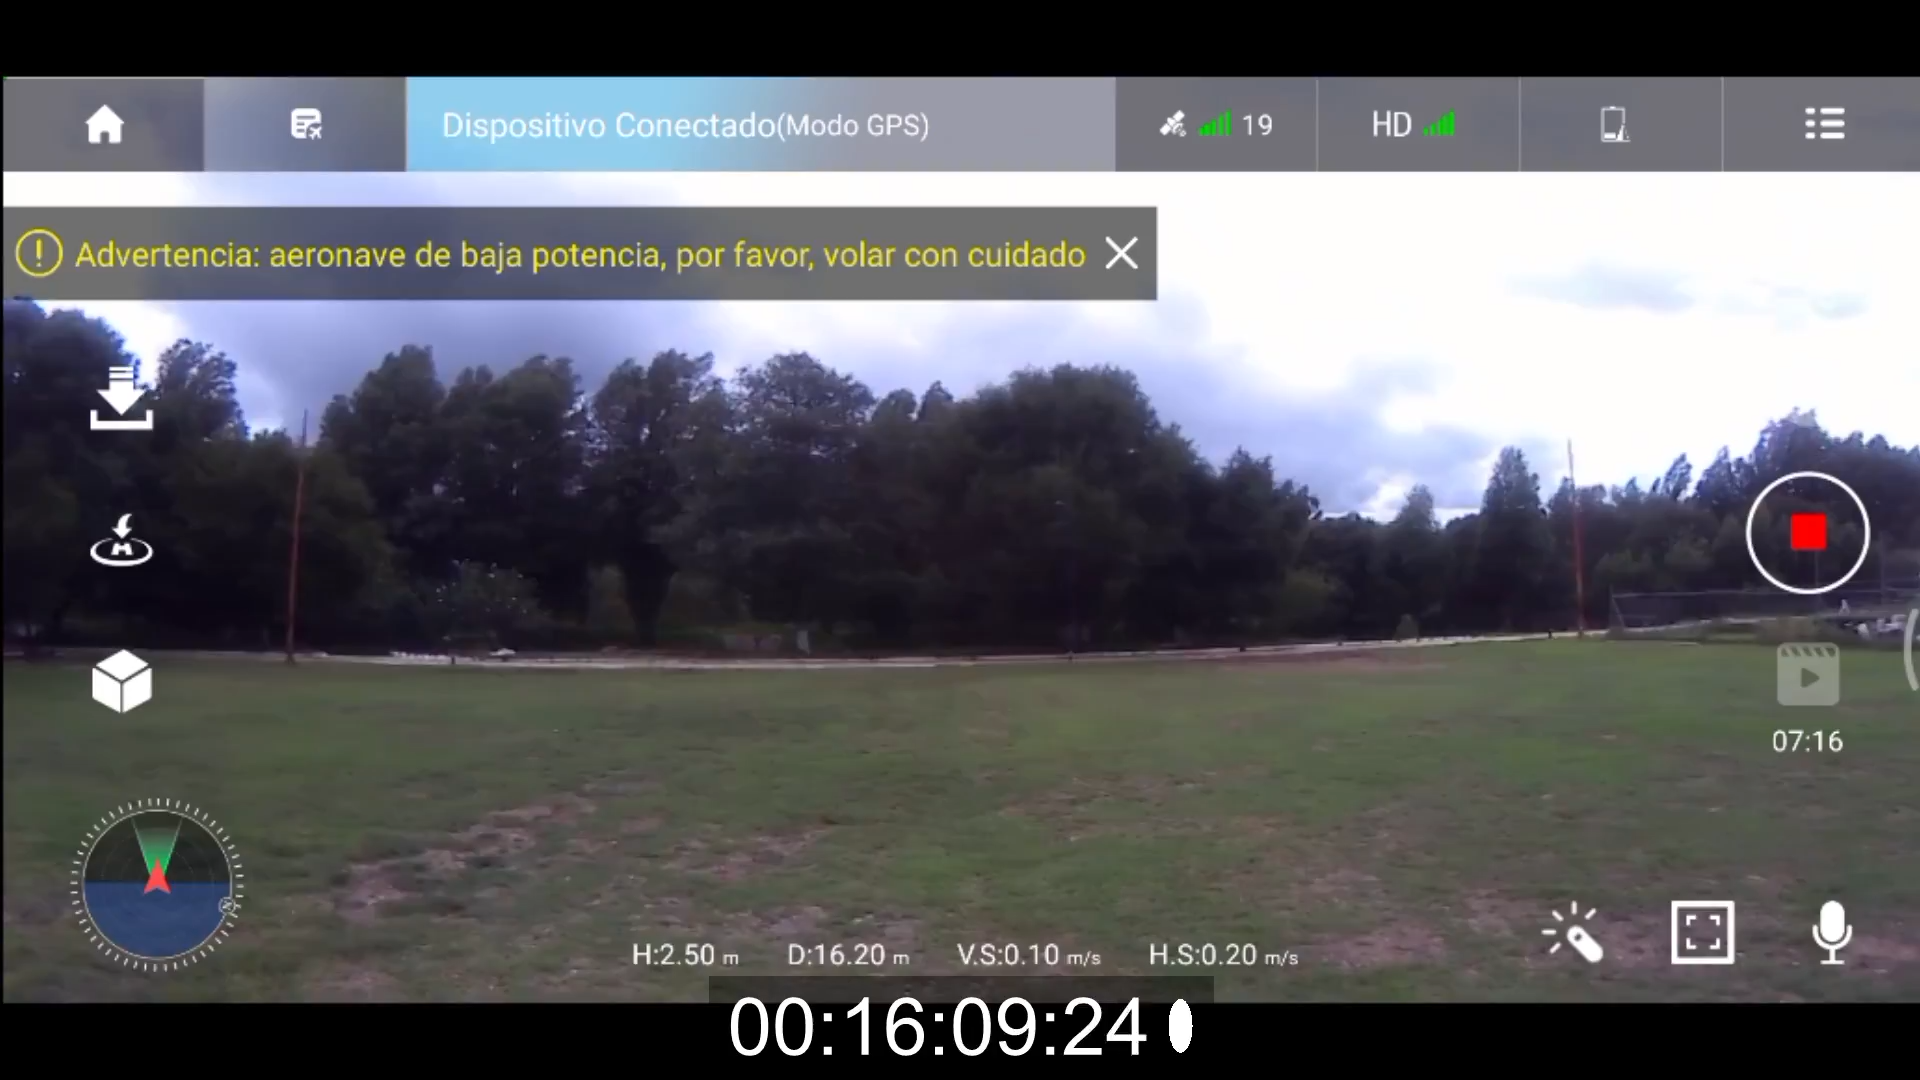 Dispositivo Conectado(Modo GPS)
19
HD
Advertencia: aeronave de baja potencia, por favor, volar con cuidado
07:16
H:2.50 m D:16.20 m V.S:0.10 m/s H.S:0.20 m/s
00:16:09:24